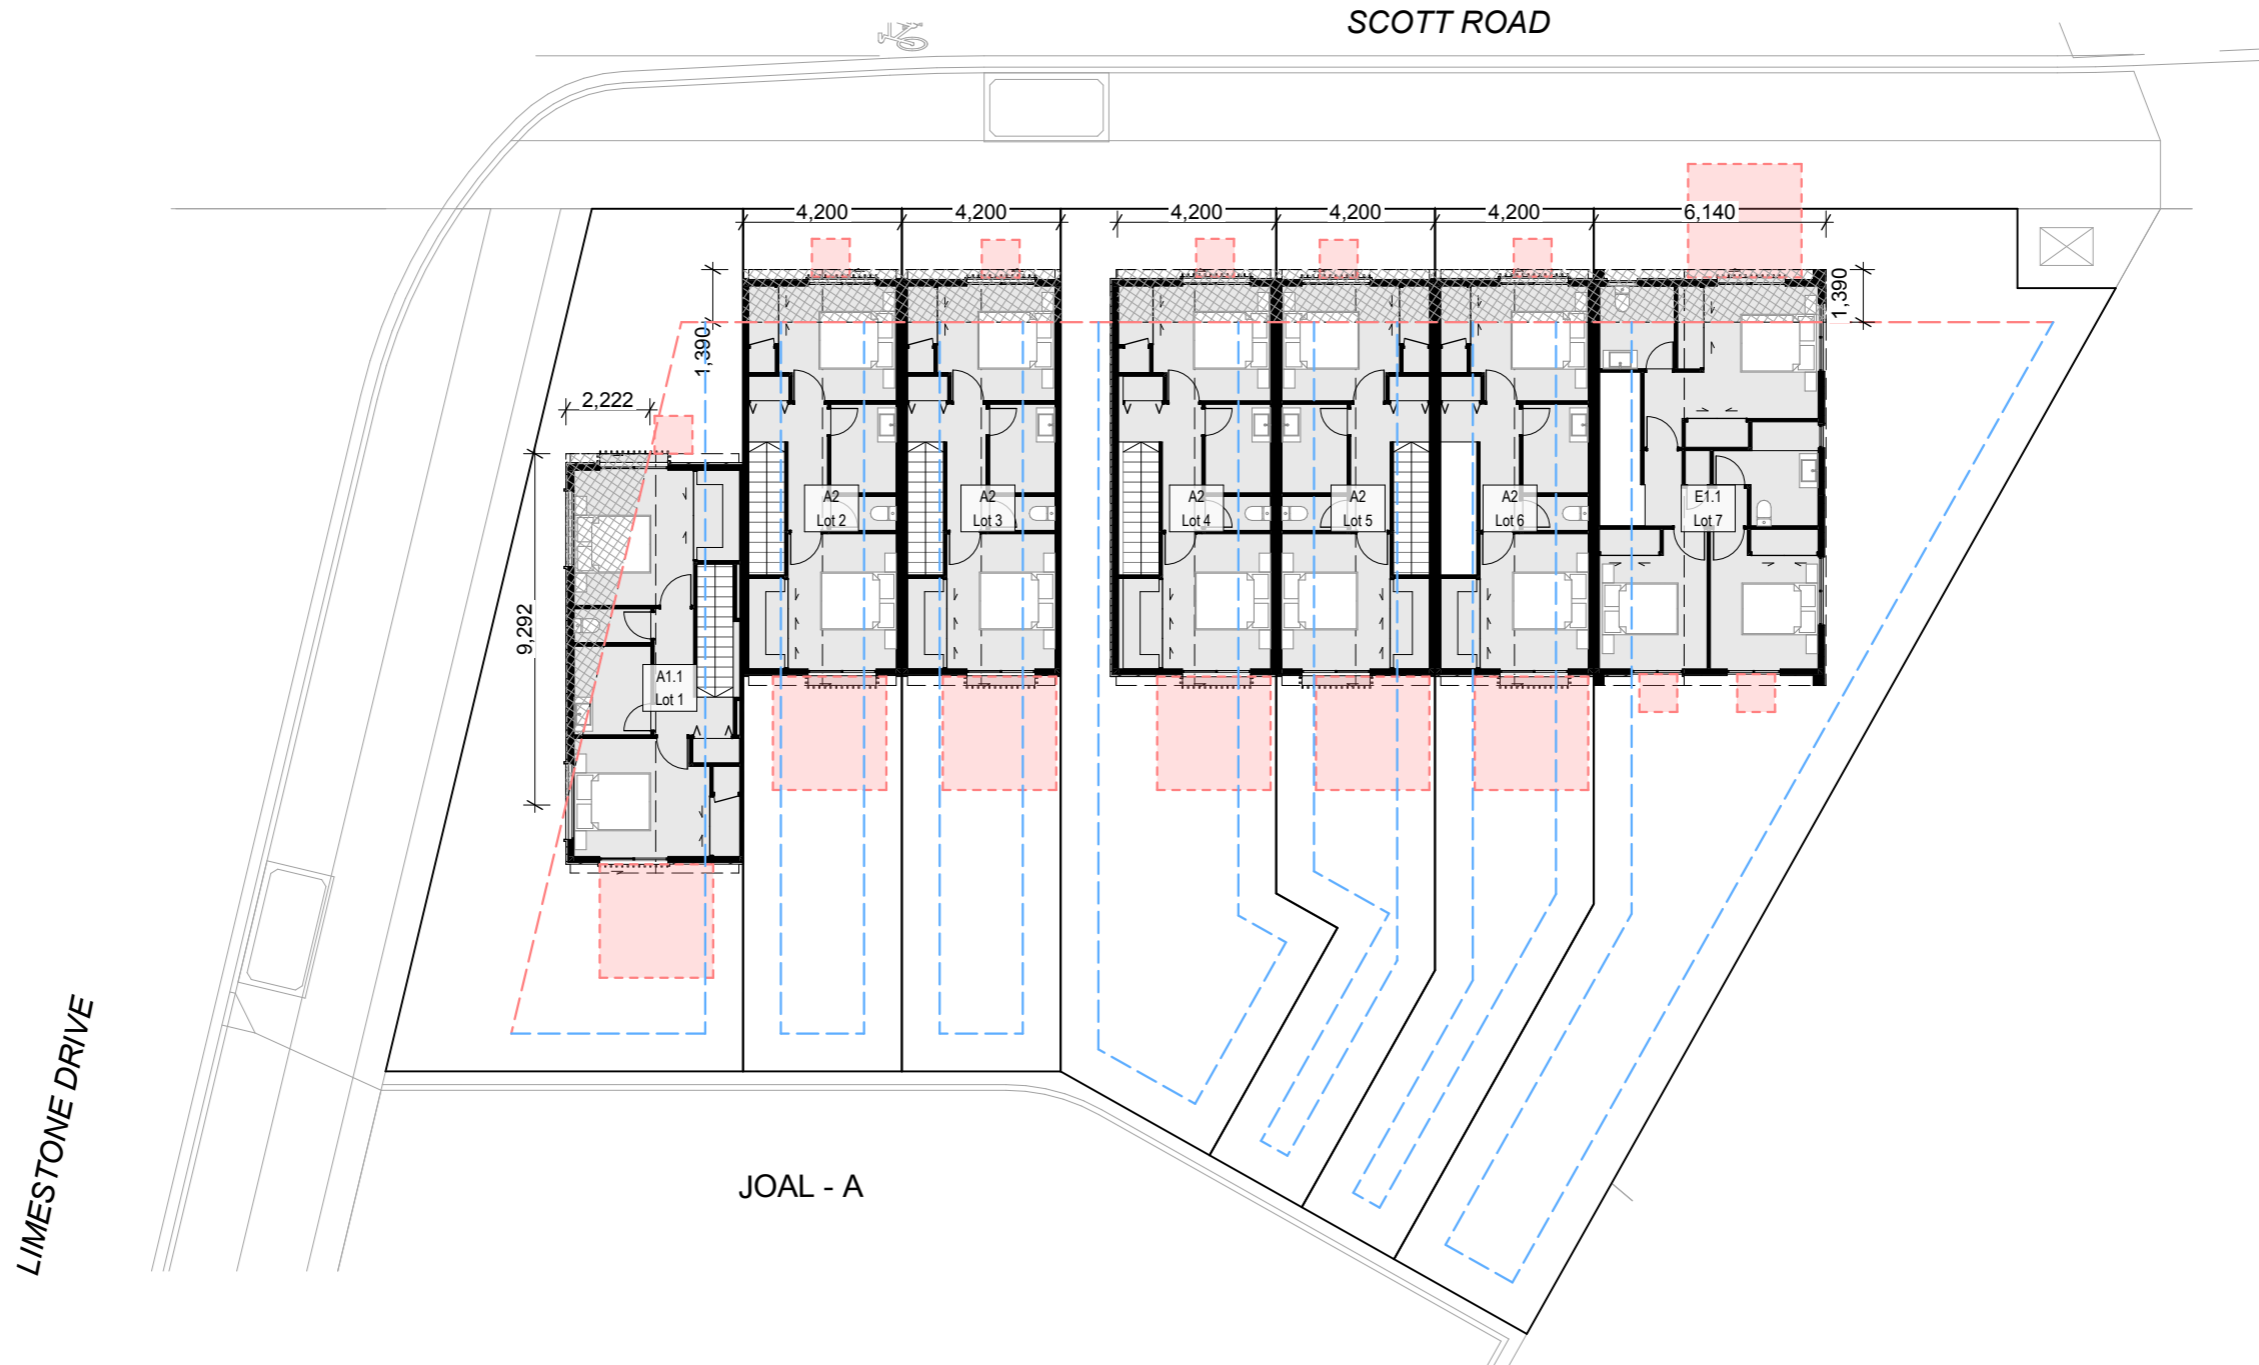 SCOTT ROAD
4,200
4,200
4,200
4,200
4,200
6,140
1,390
1,390
2,222
A2
Lot 2
A2
Lot 3
A2
Lot 4
A2
Lot 5
A2
Lot 6
E1.1
Lot 7
9,292
A1.1
Lot 1
LIMESTONE DRIVE
JOAL - A